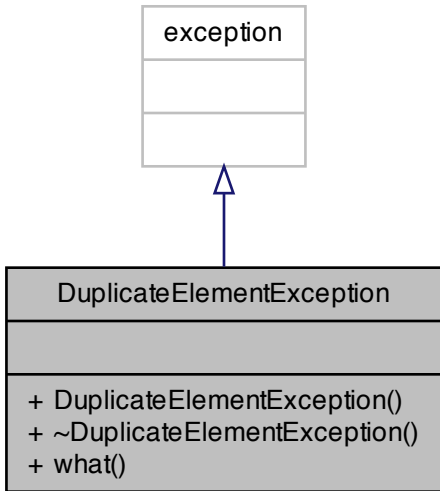 exception
DuplicateElementException
+ DuplicateElementException()
+ ~DuplicateElementException()
+ what()